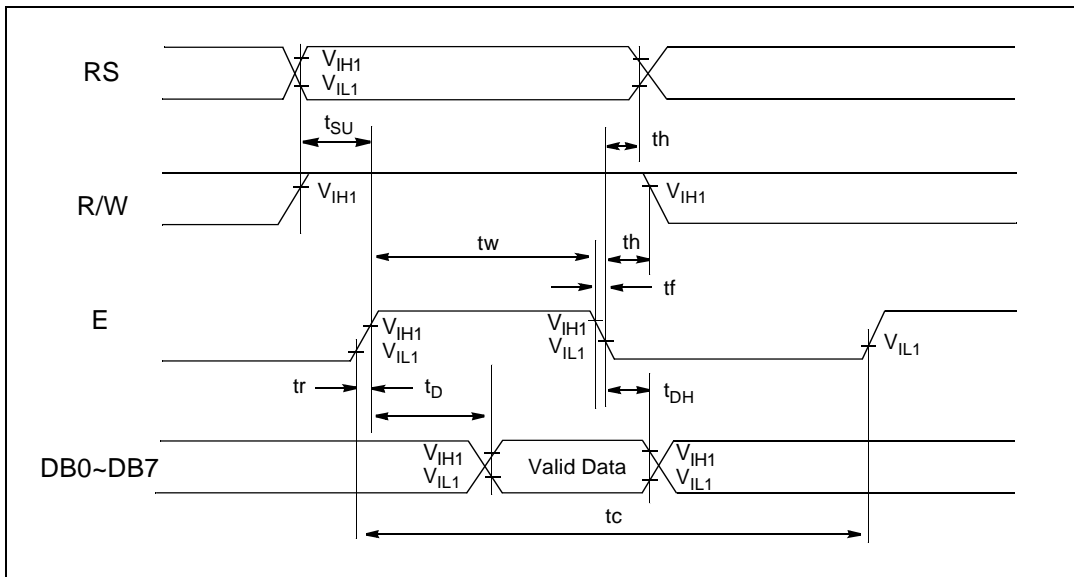 RS
VIH1
VIL1
tSU
th
R/W
VIH1
VIH1
tw
th
tf
E
VIH1
VIL1
VIH1
VIL1
VIL1
tr
tD
tDH
DB0~DB7
VIH1
VIL1
Valid Data
VIH1
VIL1
tc